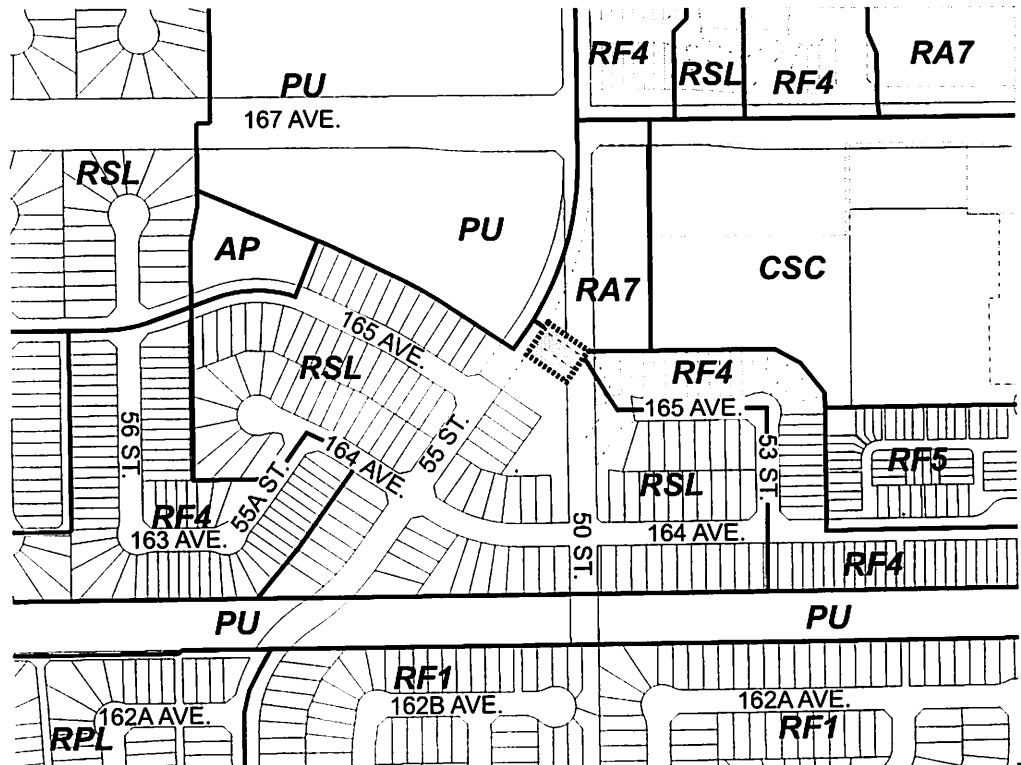 RF4
RSL
RF4
RA7
PU
167 AVE.
RSL
AP
PU
RA7
CSC
165 AVE.
RSL
RF4
165 AVE.
56 ST.
164 AVE.
55 ST.
53 ST.
RF5
RSL
55A ST.
RF4
163 AVE.
50 ST.
164 AVE.
RF4
PU
PU
RF1
162B AVE.
162A AVE.
162A AVE.
RF1
RPL